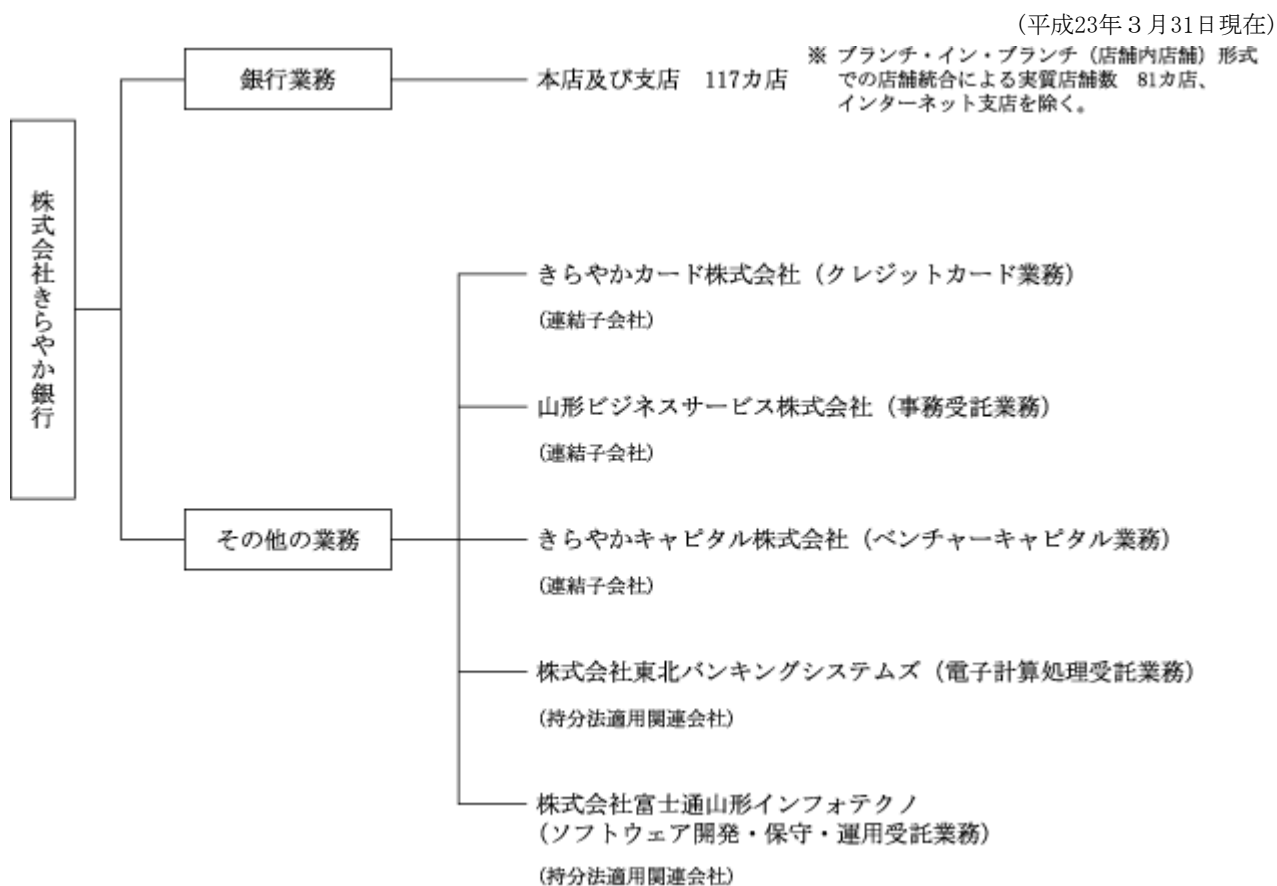 (平成23年３月31日現在)
株式会社きらやか銀行
銀行業務
本店及び支店　117カ店
※ ブランチ・イン・ブランチ（店舗内店舗）形式
での店舗統合による実質店舗数　81カ店、
インターネット支店を除く。
その他の業務
きらやかカード株式会社（クレジットカード業務）
(連結子会社)
山形ビジネスサービス株式会社（事務受託業務）
(連結子会社)
きらやかキャピタル株式会社（ベンチャーキャピタル業務）
(連結子会社)
株式会社東北バンキングシステムズ（電子計算処理受託業務）
(持分法適用関連会社)
株式会社富士通山形インフォテクノ
（ソフトウェア開発・保守・運用受託業務）
(持分法適用関連会社)